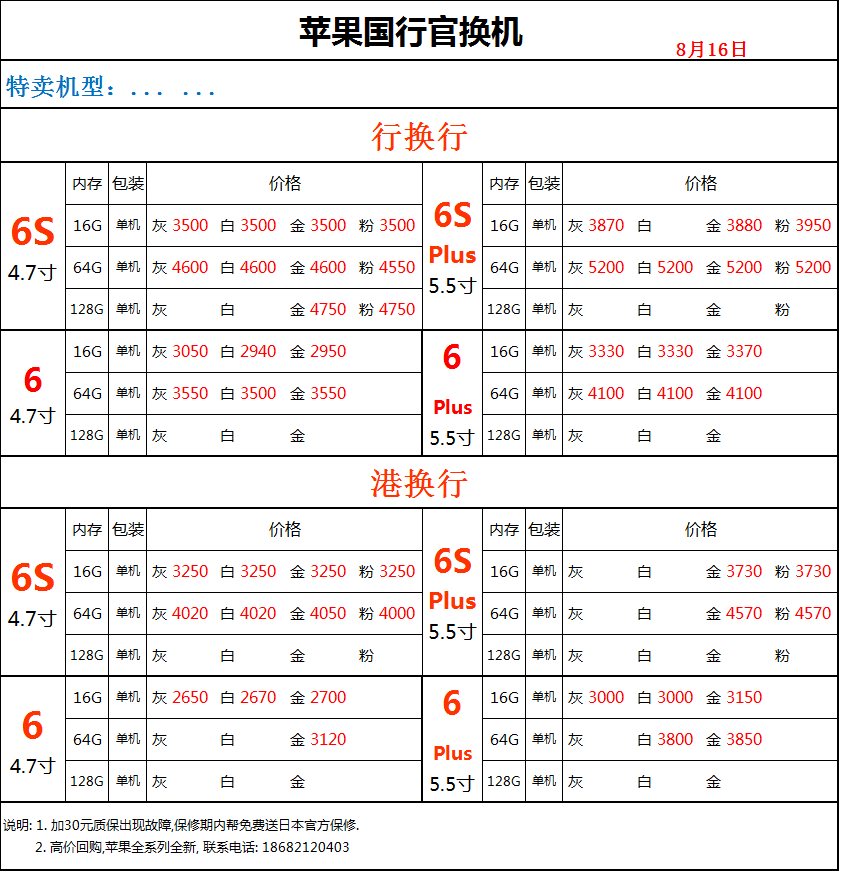 苹果国行官换机
8月16日
特卖机型：... ...
行换行
6S
4.7寸
内存 包装 价格
16G 单机 灰 3500 白 3500 金 3500 粉 3500
64G 单机 灰 4600 白 4600 金 4600 粉 4550
128G 单机 灰 白 金 4750 粉 4750
6S
Plus
5.5寸
内存 包装 价格
16G 单机 灰 3870 白 金 3880 粉 3950
64G 单机 灰 5200 白 5200 金 5200 粉 5200
128G 单机 灰 白 金 粉
6
4.7寸
16G 单机 灰 3050 白 2940 金 2950
64G 单机 灰 3550 白 3500 金 3550
128G 单机 灰 白 金
6
Plus
5.5寸
16G 单机 灰 3330 白 3330 金 3370
64G 单机 灰 4100 白 4100 金 4100
128G 单机 灰 白 金
港换行
6S
4.7寸
内存 包装 价格
16G 单机 灰 3250 白 3250 金 3250 粉 3250
64G 单机 灰 4020 白 4020 金 4050 粉 4000
128G 单机 灰 白 金 粉
6S
Plus
5.5寸
内存 包装 价格
16G 单机 灰 白 金 3730 粉 3730
64G 单机 灰 白 金 4570 粉 4570
128G 单机 灰 白 金 粉
6
4.7寸
16G 单机 灰 2650 白 2670 金 2700
64G 单机 灰 白 金 3120
128G 单机 灰 白 金
6
Plus
5.5寸
16G 单机 灰 3000 白 3000 金 3150
64G 单机 灰 白 3800 金 3850
128G 单机 灰 白 金
说明: 1. 加30元质保出现故障,保修期内帮免费送日本官方保修.
2. 高价回购,苹果全系列全新, 联系电话: 18682120403